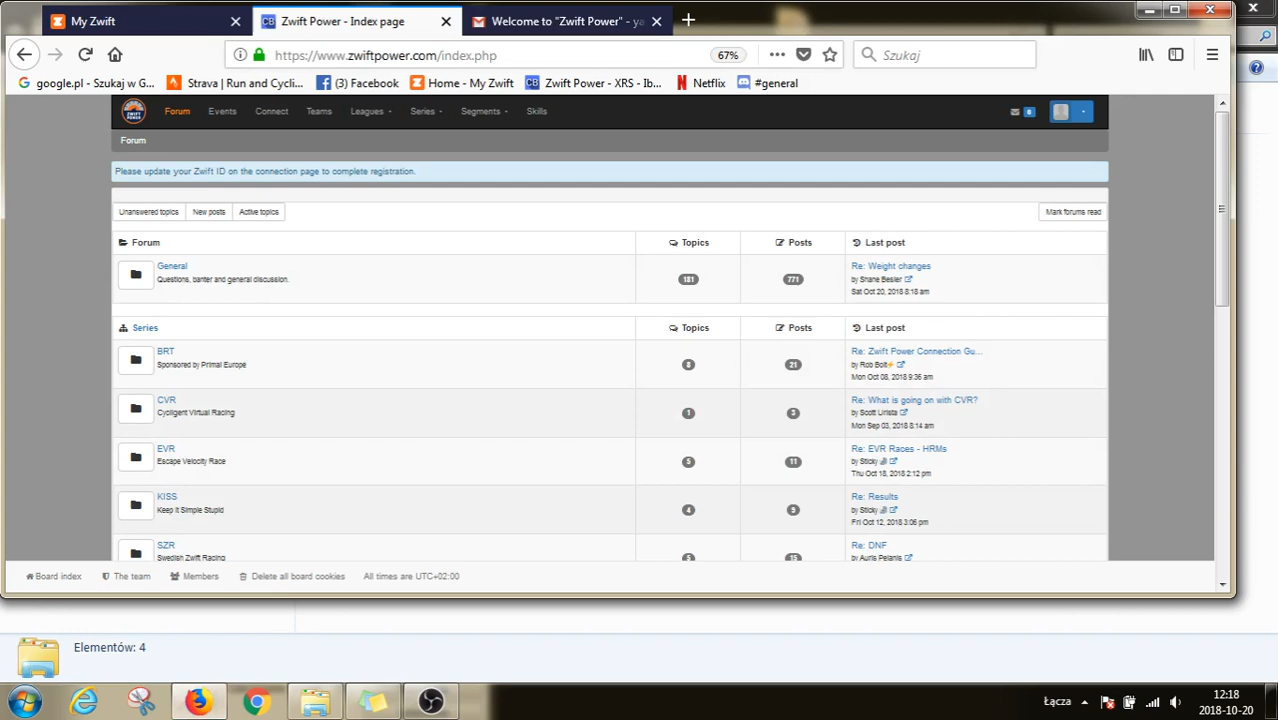 My Zwift
Zwift Power - Index page
Welcome to "Zwift Power" - ya
https://www.zwiftpower.com/index.php
67%
Szukaj
google.pl - Szukaj w G...
Strava | Run and Cycli...
(3) Facebook
Home - My Zwift
Zwift Power - XRS - Ib...
Netflix
#general
ZWIFT POWER
Forum
Events
Connect
Teams
Leagues
Series
Segments
Skills
0
Forum
Please update your Zwift ID on the connection page to complete registration.
Unanswered topics
New posts
Active topics
Mark forums read
Forum
Topics
Posts
Last post
General
Questions, banter and general discussion.
181
771
Re: Weight changes
by Shane Besler
Sat Oct 20, 2018 8:18 am
Series
Topics
Posts
Last post
BRT
Sponsored by Primal Europe
8
21
Re: Zwift Power Connection Gu...
by Rob Bolt⚡
Mon Oct 08, 2018 9:36 am
CVR
Cycligent Virtual Racing
1
3
Re: What is going on with CVR?
by Scott Urista
Mon Sep 03, 2018 8:14 am
EVR
Escape Velocity Race
5
11
Re: EVR Races - HRMs
by Sticky
Thu Oct 18, 2018 2:12 pm
KISS
Keep It Simple Stupid
4
9
Re: Results
by Sticky
Fri Oct 12, 2018 3:06 pm
SZR
Swedish Zwift Racing
5
15
Re: DNF
by Auris Pelanis
Board index
The team
Members
Delete all board cookies
All times are UTC+02:00
Elementów: 4
Łącza
12:18
2018-10-20